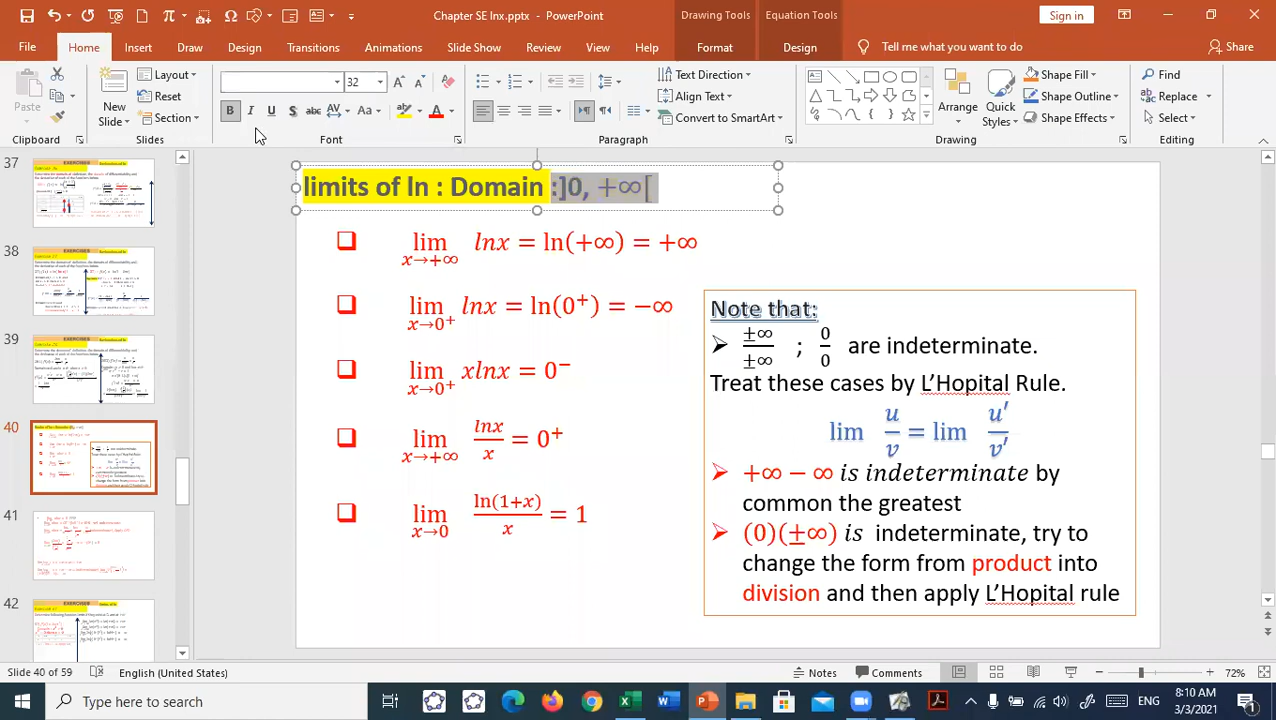 Chapter SE lnx.pptx - PowerPoint
Drawing Tools
Equation Tools
Sign in
File
Home
Insert
Draw
Design
Transitions
Animations
Slide Show
Review
View
Help
Format
Design
Tell me what you want to do
Share
Paste
New
Slide
Layout
Reset
Section
32
B I U S abc AV Aa A
Text Direction
Align Text
Convert to SmartArt
Arrange
Quick
Styles
Shape Fill
Shape Outline
Shape Effects
Find
Replace
Select
Clipboard
Slides
Font
Paragraph
Drawing
Editing
37
38
39
40
41
42
limits of ln : Domain :]0, +∞[
lim x→+∞ lnx = ln(+∞) = +∞
lim x→0⁺ lnx = ln(0⁺) = −∞
lim x→0⁺ xlnx = 0⁻
lim x→+∞ lnx/x = 0⁺
lim x→0 ln(1+x)/x = 1
Note that:
±∞/±∞ , 0/0 are indeterminate.
Treat these cases by L’Hopital Rule.
lim u/v = lim u′/v′
+∞ − ∞ is indeterminate by
common the greatest
(0)(±∞) is indeterminate, try to
change the form from product into
division and then apply L’Hopital rule
Slide 40 of 59
English (United States)
Notes
Comments
72%
Type here to search
ENG
8:10 AM
3/3/2021